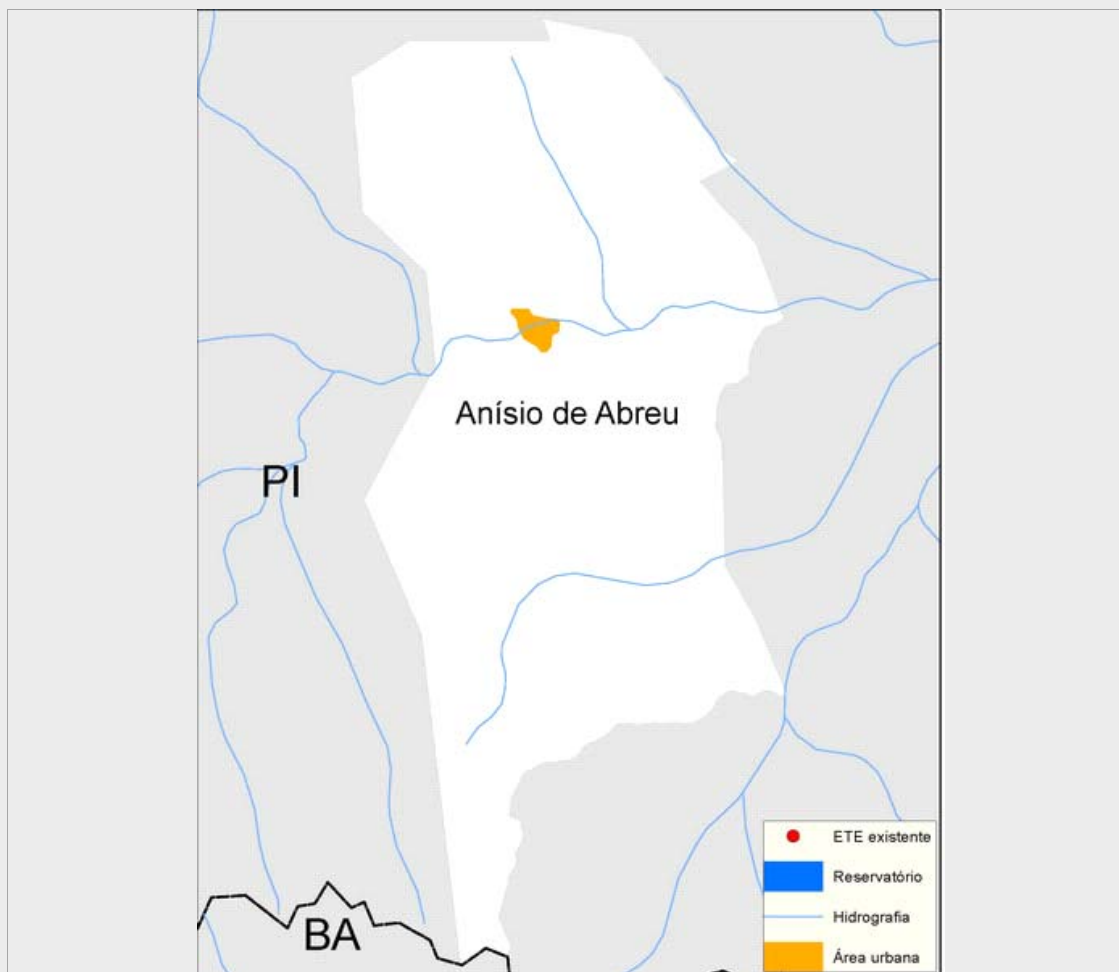 Anísio de Abreu
PI
BA
ETE existente
Reservatório
Hidrografia
Área urbana